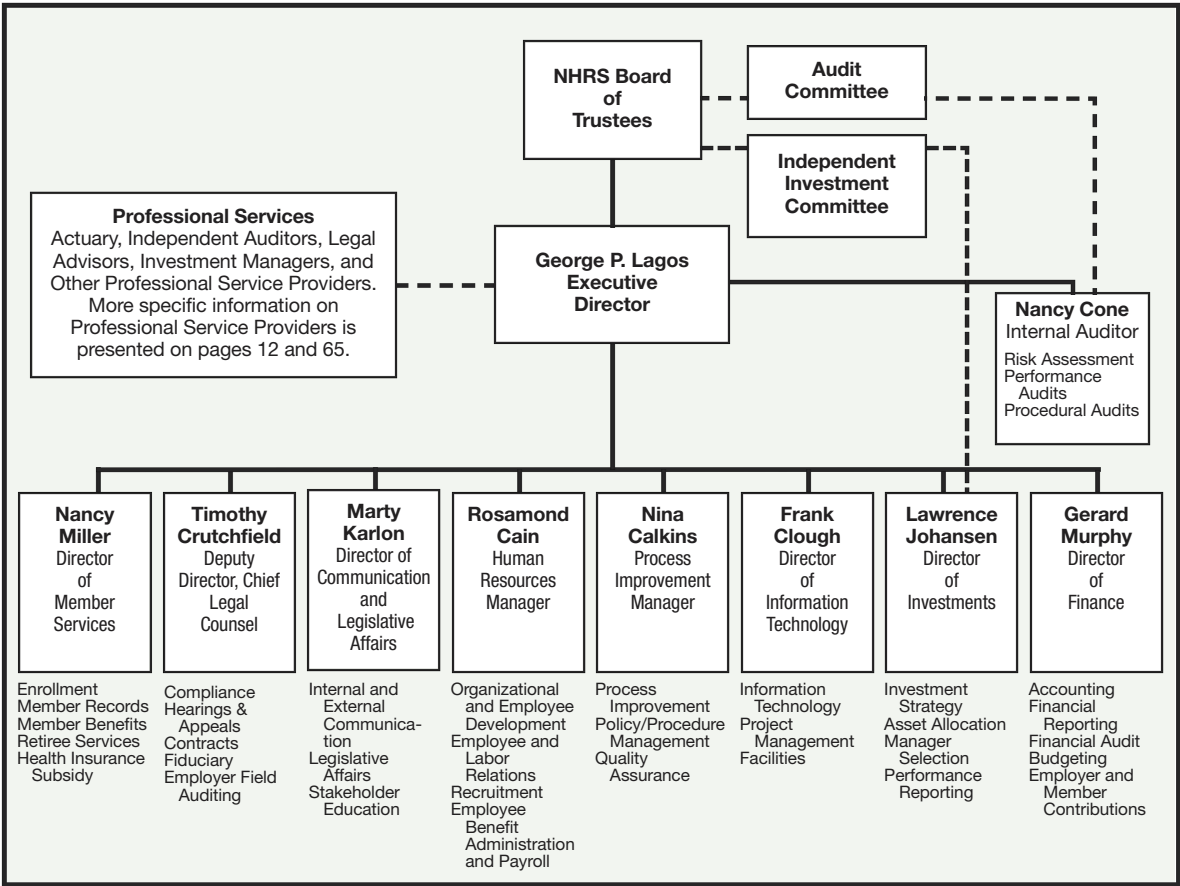 NHRS Board
of
Trustees
Audit
Committee
Independent
Investment
Committee
Professional Services
Actuary, Independent Auditors, Legal
Advisors, Investment Managers, and
Other Professional Service Providers.
More specific information on
Professional Service Providers is
presented on pages 12 and 65.
George P. Lagos
Executive
Director
Nancy Cone
Internal Auditor
Risk Assessment
Performance
Audits
Procedural Audits
Nancy
Miller
Director
of
Member
Services
Timothy
Crutchfield
Deputy
Director, Chief
Legal
Counsel
Marty
Karlon
Director of
Communication
and
Legislative
Affairs
Rosamond
Cain
Human
Resources
Manager
Nina
Calkins
Process
Improvement
Manager
Frank
Clough
Director
of
Information
Technology
Lawrence
Johansen
Director
of
Investments
Gerard
Murphy
Director
of
Finance
Enrollment
Member Records
Member Benefits
Retiree Services
Health Insurance
Subsidy
Compliance
Hearings &
Appeals
Contracts
Fiduciary
Employer Field
Auditing
Internal and
External
Communica-
tion
Legislative
Affairs
Stakeholder
Education
Organizational
and Employee
Development
Employee and
Labor
Relations
Recruitment
Employee
Benefit
Administration
and Payroll
Process
Improvement
Policy/Procedure
Management
Quality
Assurance
Information
Technology
Project
Management
Facilities
Investment
Strategy
Asset Allocation
Manager
Selection
Performance
Reporting
Accounting
Financial
Reporting
Financial Audit
Budgeting
Employer and
Member
Contributions